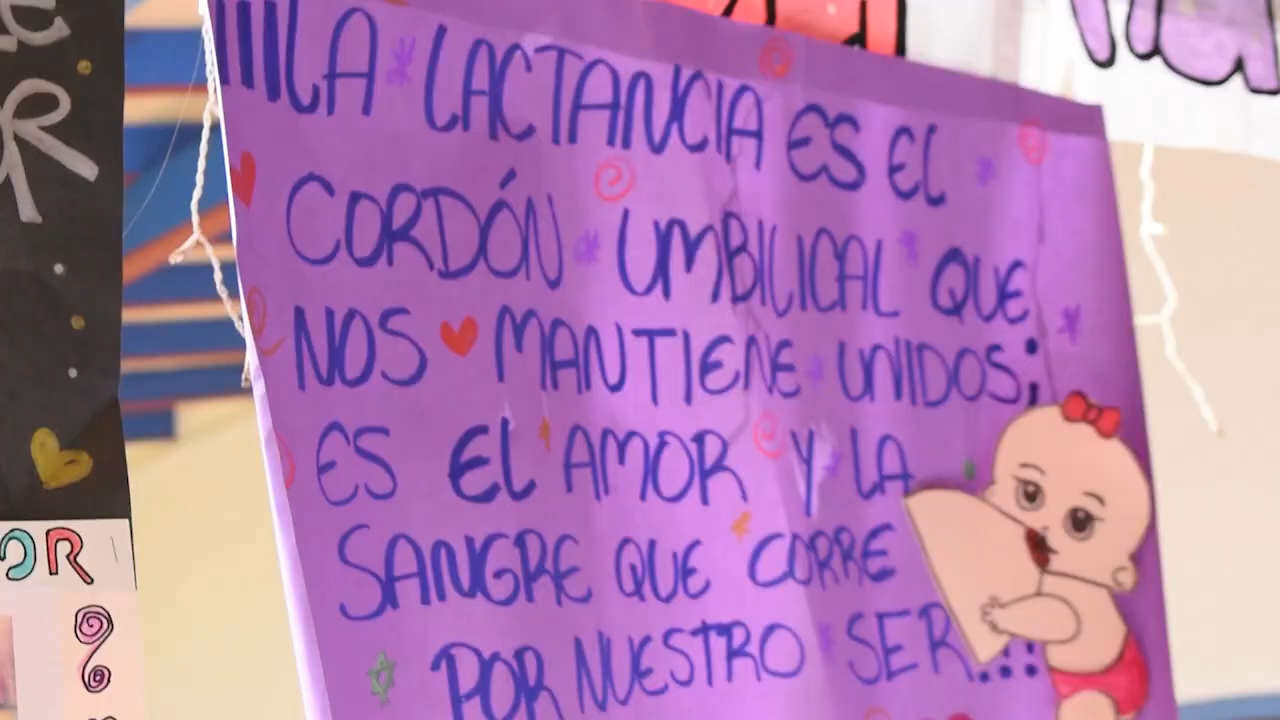 ¡¡¡LA LACTANCIA ES EL
CORDÓN UMBILICAL QUE
NOS MANTIENE UNIDOS;
ES EL AMOR Y LA
SANGRE QUE CORRE
POR NUESTRO SER...
OR
R